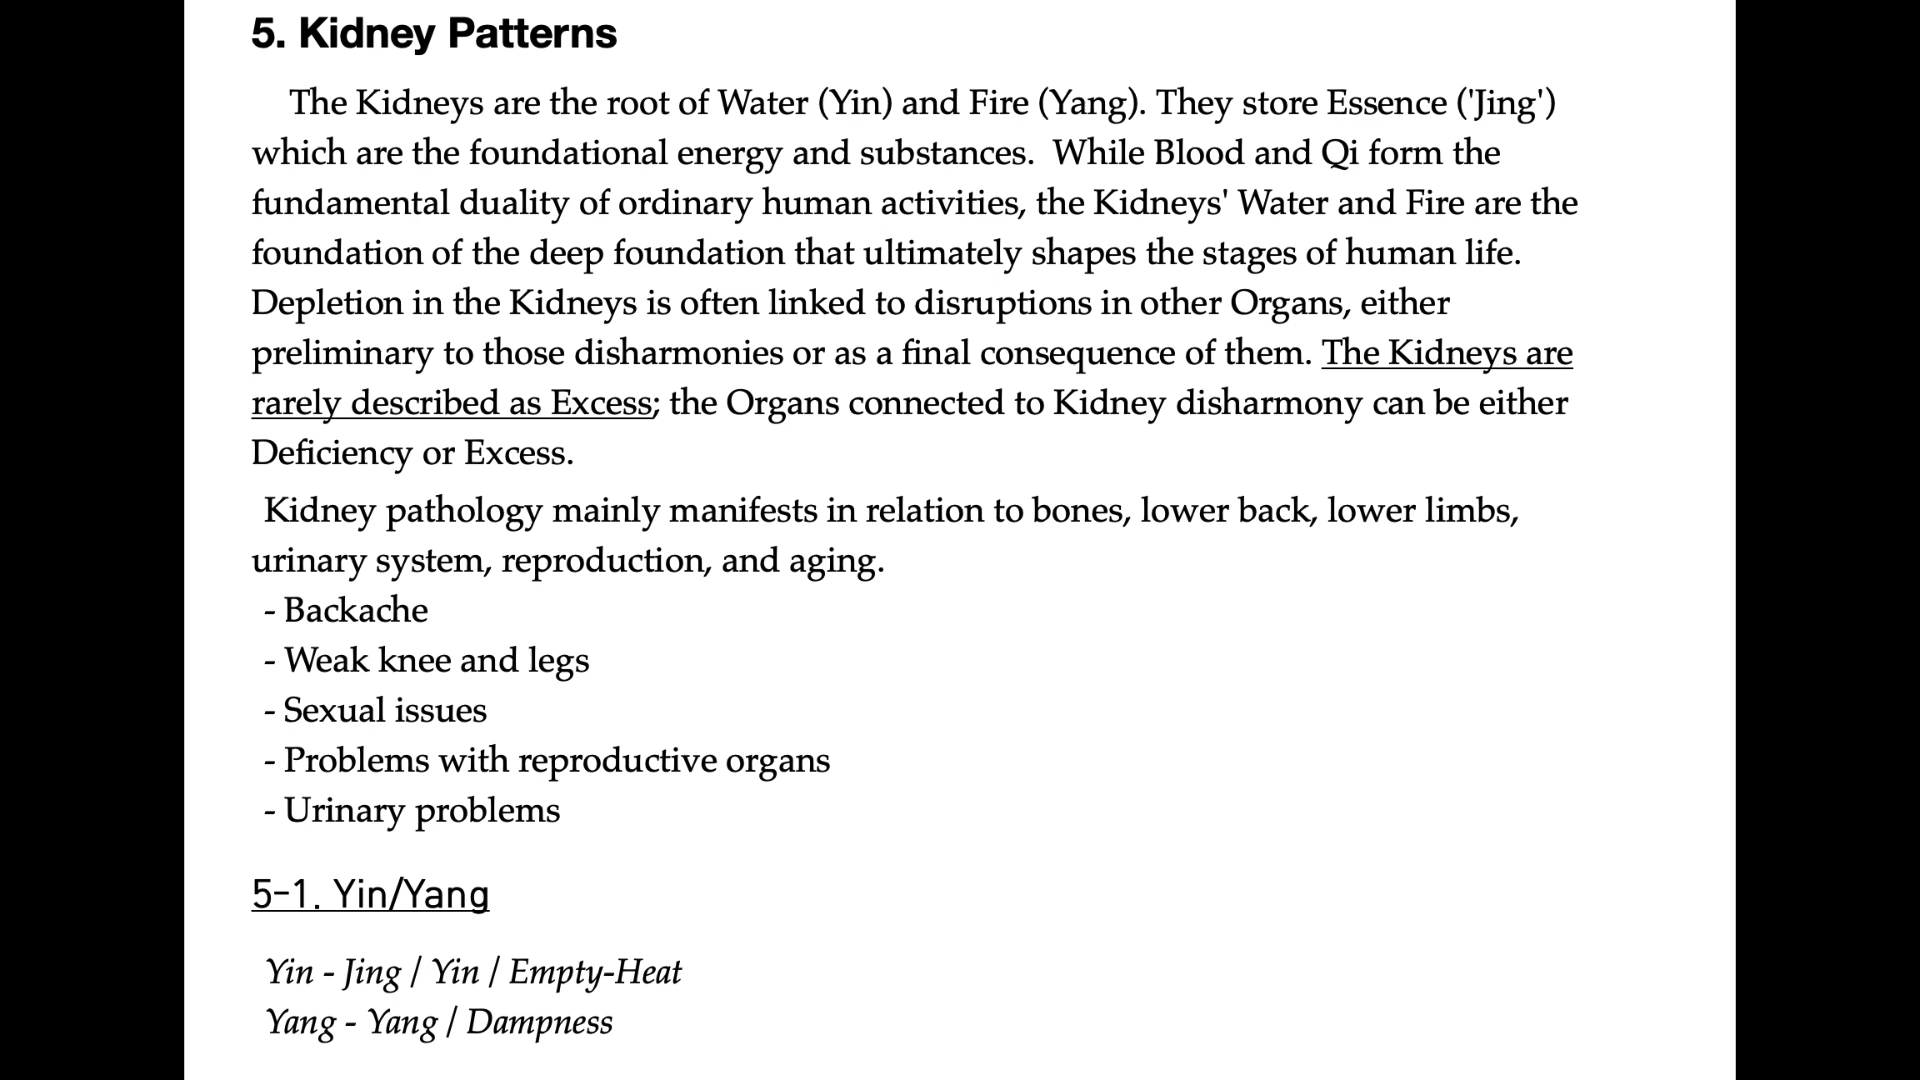 5. Kidney Patterns
The Kidneys are the root of Water (Yin) and Fire (Yang). They store Essence ('Jing')
which are the foundational energy and substances.  While Blood and Qi form the
fundamental duality of ordinary human activities, the Kidneys' Water and Fire are the
foundation of the deep foundation that ultimately shapes the stages of human life.
Depletion in the Kidneys is often linked to disruptions in other Organs, either
preliminary to those disharmonies or as a final consequence of them. The Kidneys are
rarely described as Excess; the Organs connected to Kidney disharmony can be either
Deficiency or Excess.
Kidney pathology mainly manifests in relation to bones, lower back, lower limbs,
urinary system, reproduction, and aging.
- Backache
- Weak knee and legs
- Sexual issues
- Problems with reproductive organs
- Urinary problems
5-1. Yin/Yang
Yin - Jing / Yin / Empty-Heat
Yang - Yang / Dampness